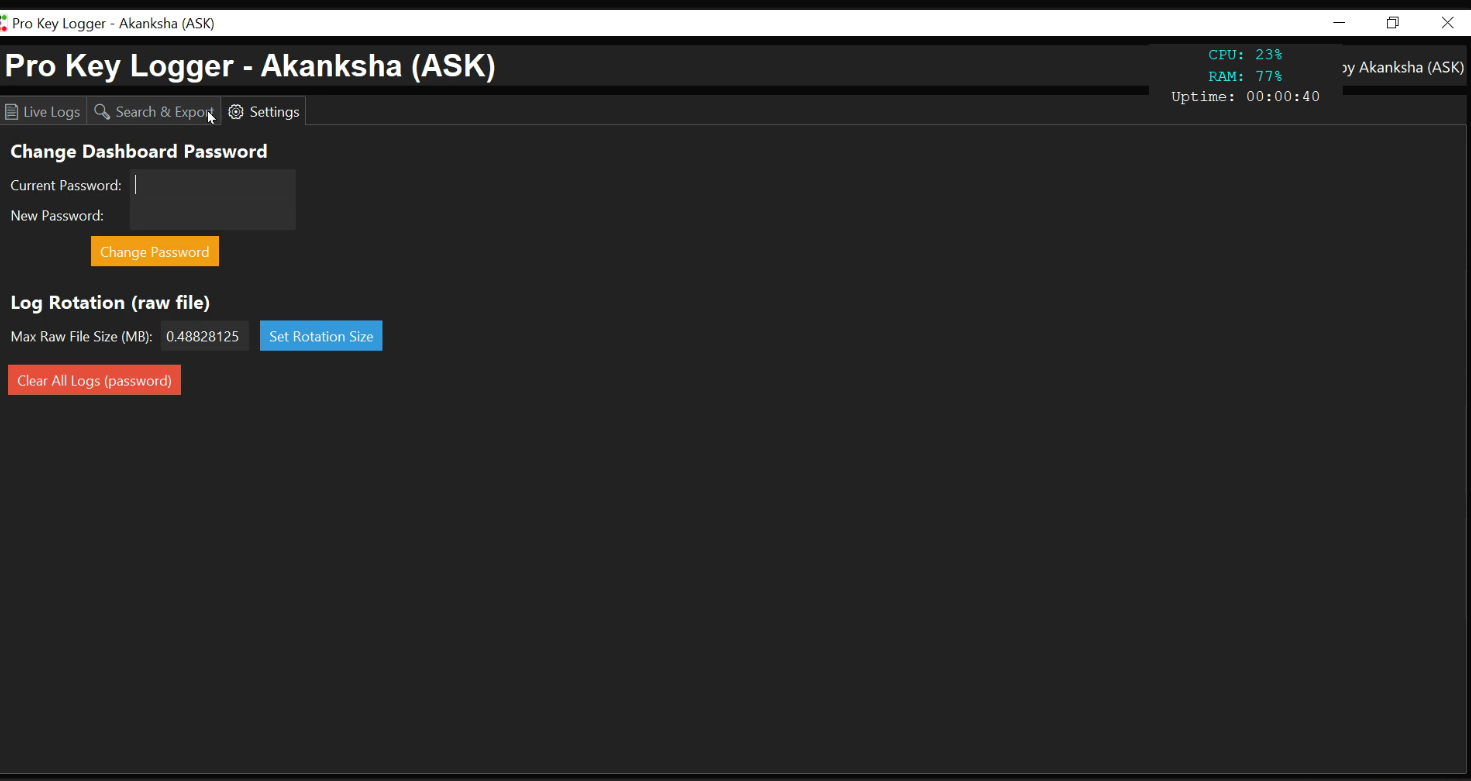 Pro Key Logger - Akanksha (ASK)
Pro Key Logger - Akanksha (ASK)
CPU: 23%
RAM: 77%
Uptime: 00:00:40
by Akanksha (ASK)
Live Logs
Search & Export
Settings
Change Dashboard Password
Current Password:
New Password:
Change Password
Log Rotation (raw file)
Max Raw File Size (MB): 0.48828125 Set Rotation Size
Clear All Logs (password)